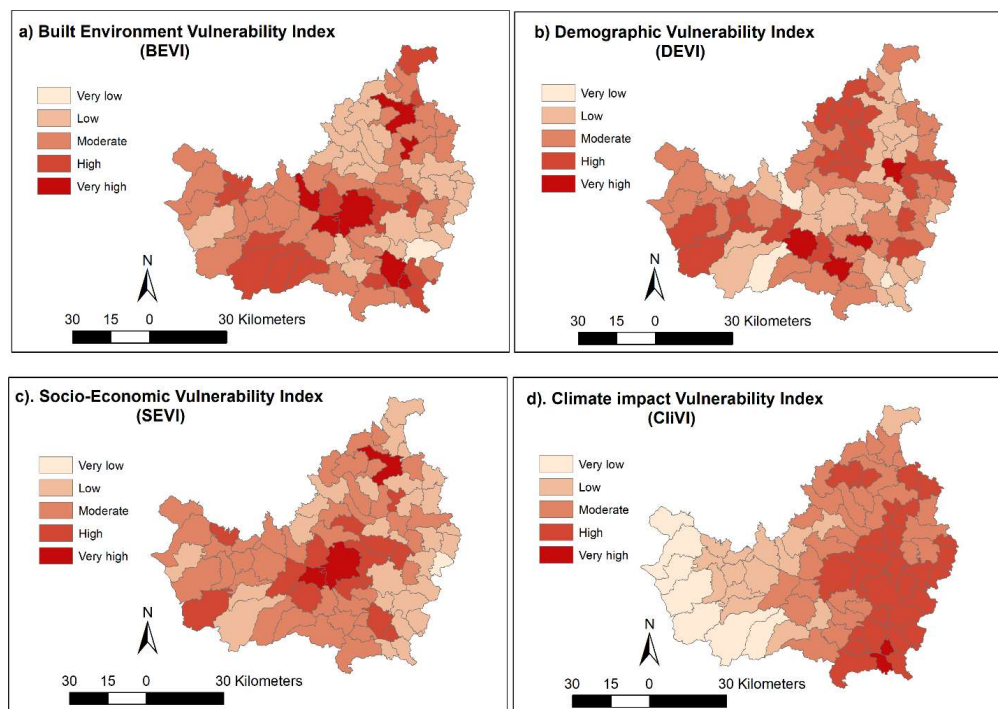 a) Built Environment Vulnerability Index
(BEVI)
Very low
Low
Moderate
High
Very high
N
30 15 0 30 Kilometers
b) Demographic Vulnerability Index
(DEVI)
Very low
Low
Moderate
High
Very high
N
30 15 0 30 Kilometers
c). Socio-Economic Vulnerability Index
(SEVI)
Very low
Low
Moderate
High
Very high
N
30 15 0 30 Kilometers
d). Climate impact Vulnerability Index
(CliVI)
Very low
Low
Moderate
High
Very high
N
30 15 0 30 Kilometers